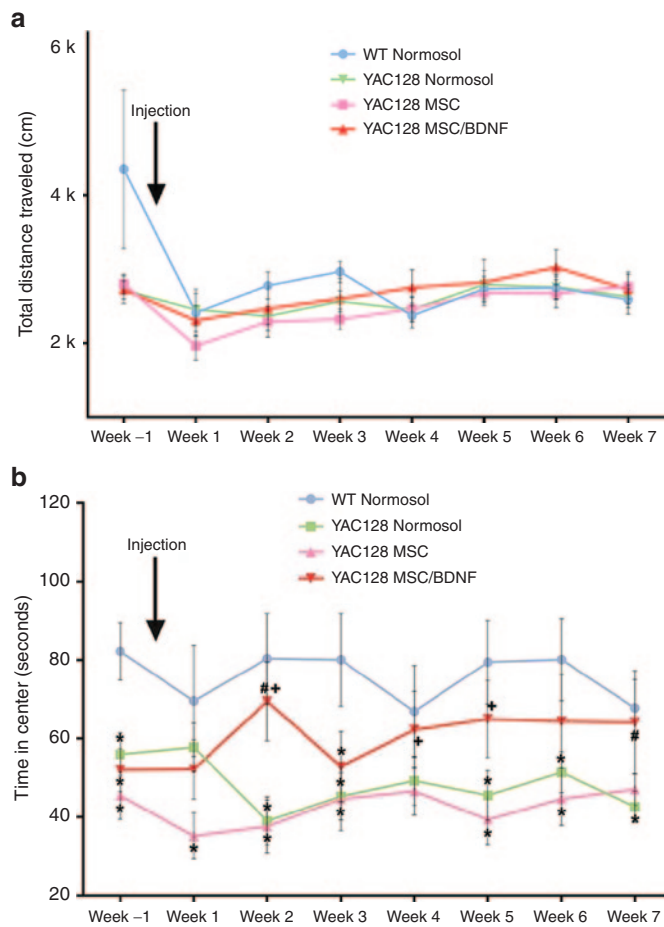 a
6 k
4 k
2 k
Total distance traveled (cm)
Injection
WT Normosol
YAC128 Normosol
YAC128 MSC
YAC128 MSC/BDNF
Week –1 Week 1 Week 2 Week 3 Week 4 Week 5 Week 6 Week 7
b
120
100
80
60
40
20
Time in center (seconds)
Injection
WT Normosol
YAC128 Normosol
YAC128 MSC
YAC128 MSC/BDNF
#+
*
*
*
*
*
*
*
*
*
+
+
*
*
*
*
#
*
Week –1 Week 1 Week 2 Week 3 Week 4 Week 5 Week 6 Week 7